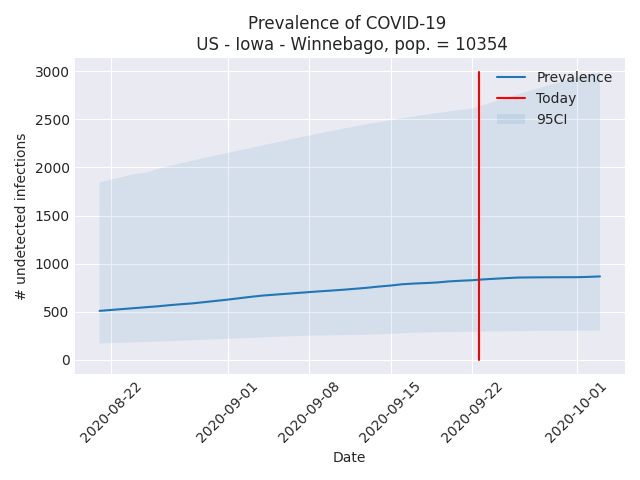 Prevalence of COVID-19
US - Iowa - Winnebago, pop. = 10354
3000
2500
2000
1500
1000
500
0
# undetected infections
Prevalence
Today
95CI
2020-08-22
2020-09-01
2020-09-08
2020-09-15
2020-09-22
2020-10-01
Date